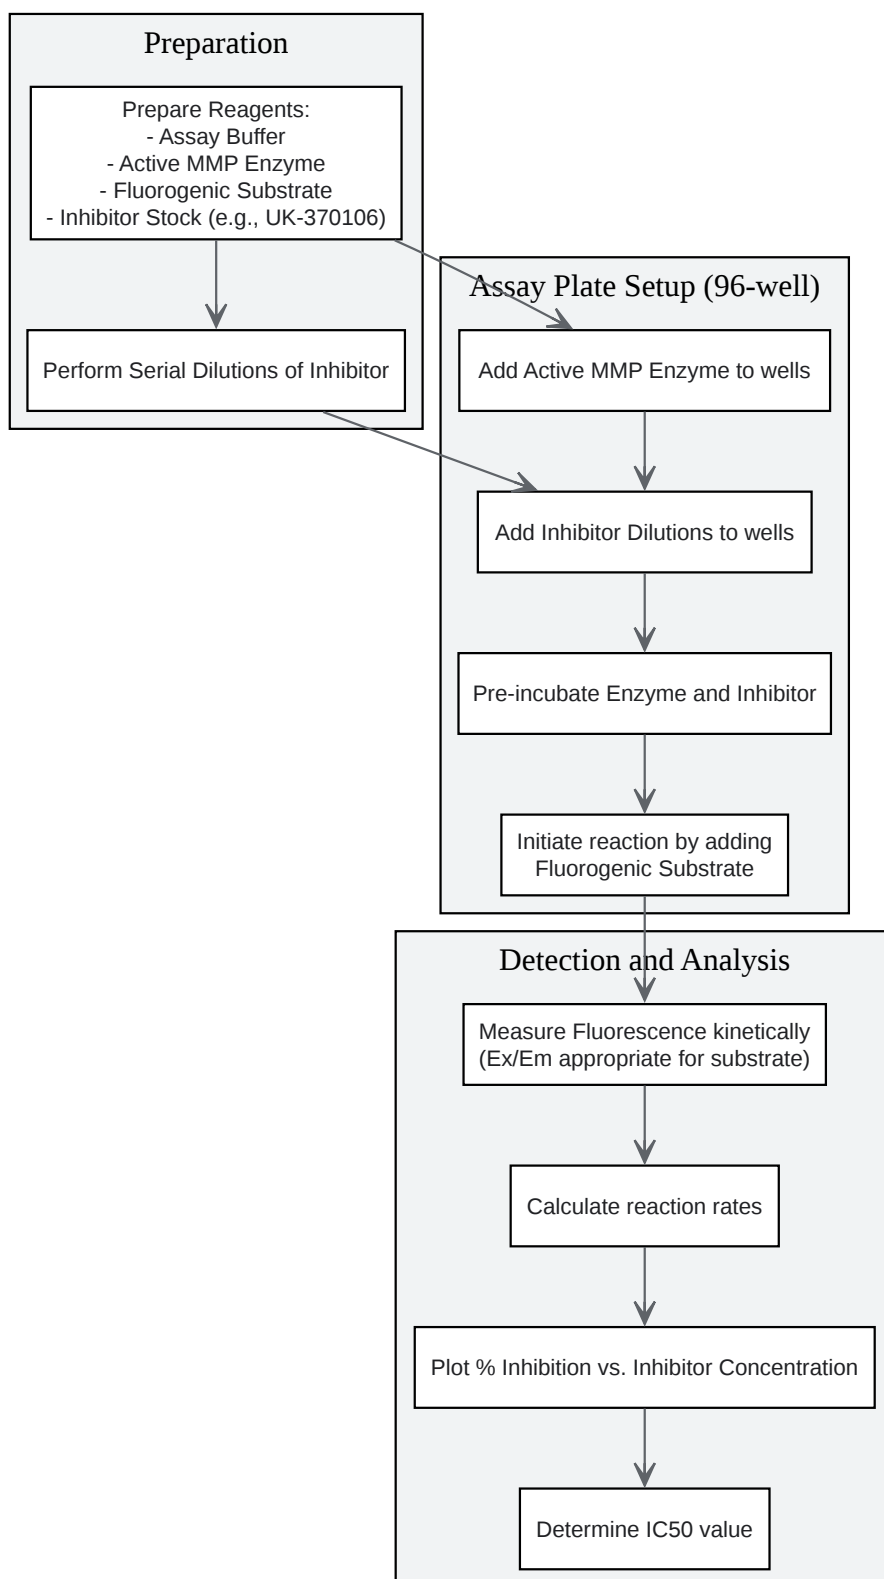 Preparation
Prepare Reagents:
- Assay Buffer
- Active MMP Enzyme
- Fluorogenic Substrate
- Inhibitor Stock (e.g., UK-370106)
Perform Serial Dilutions of Inhibitor
Assay Plate Setup (96-well)
Add Active MMP Enzyme to wells
Add Inhibitor Dilutions to wells
Pre-incubate Enzyme and Inhibitor
Initiate reaction by adding
Fluorogenic Substrate
Detection and Analysis
Measure Fluorescence kinetically
(Ex/Em appropriate for substrate)
Calculate reaction rates
Plot % Inhibition vs. Inhibitor Concentration
Determine IC50 value